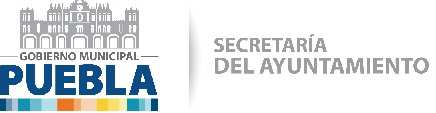 GOBIERNO MUNICIPAL
PUEBLA
SECRETARÍA
DEL AYUNTAMIENTO